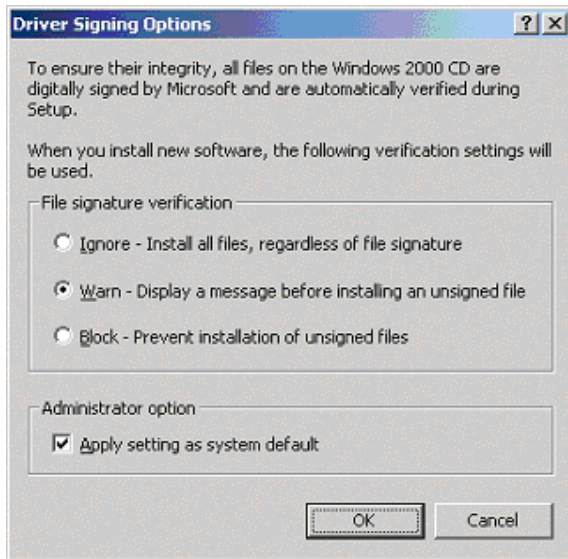 Driver Signing Options
To ensure their integrity, all files on the Windows 2000 CD are
digitally signed by Microsoft and are automatically verified during
Setup.
When you install new software, the following verification settings will
be used.
File signature verification
Ignore - Install all files, regardless of file signature
Warn - Display a message before installing an unsigned file
Block - Prevent installation of unsigned files
Administrator option
Apply setting as system default
OK Cancel